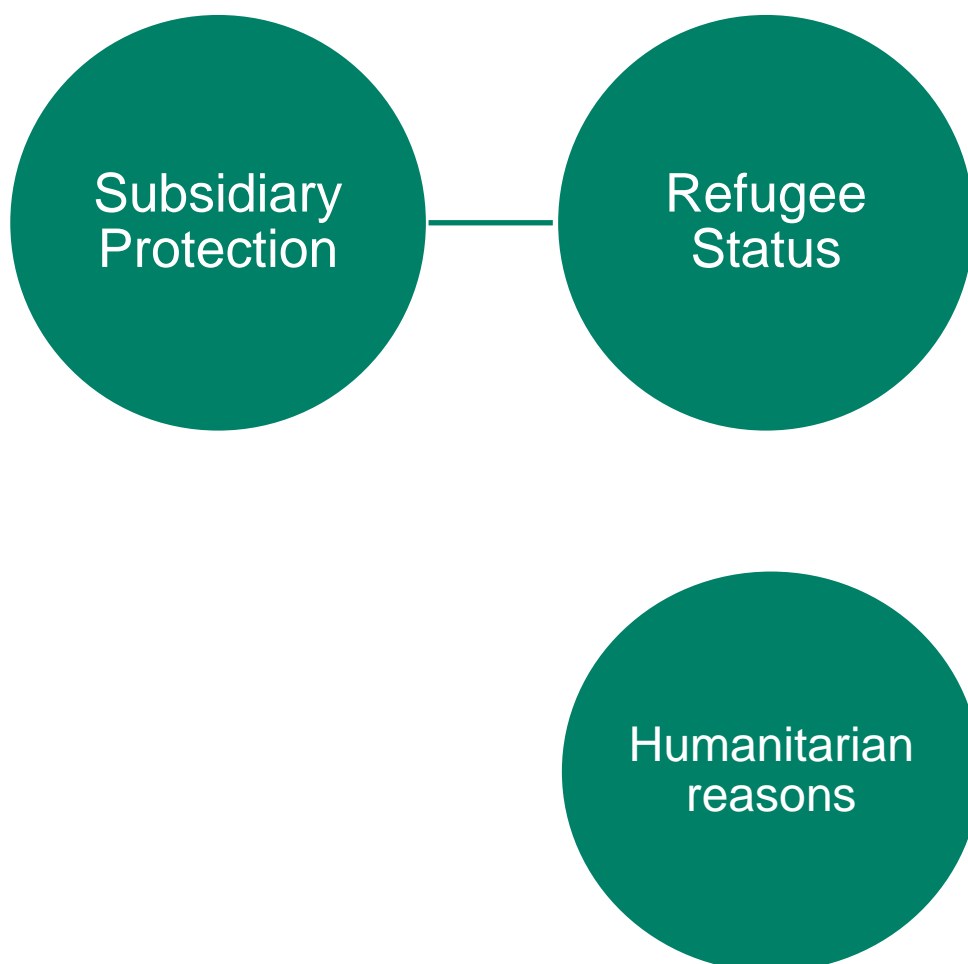 Subsidiary
Protection
Refugee
Status
Humanitarian
reasons